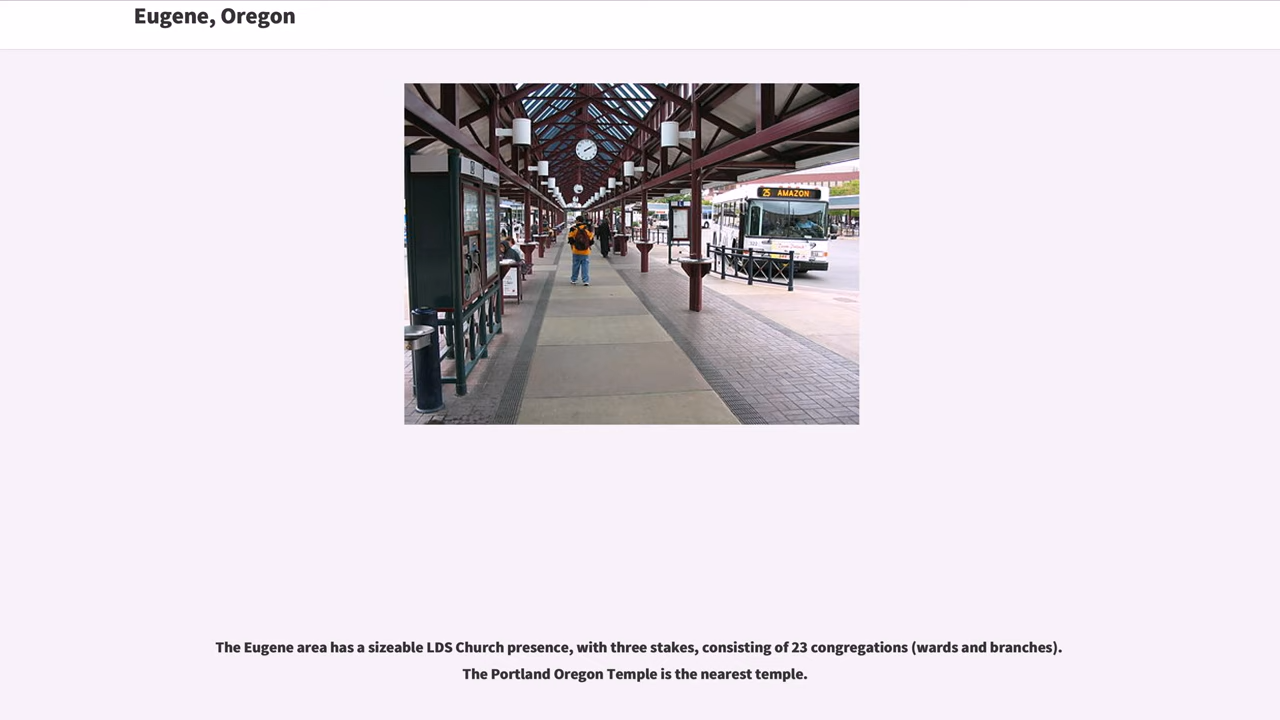 Eugene, Oregon
25 AMAZON
The Eugene area has a sizeable LDS Church presence, with three stakes, consisting of 23 congregations (wards and branches).
The Portland Oregon Temple is the nearest temple.